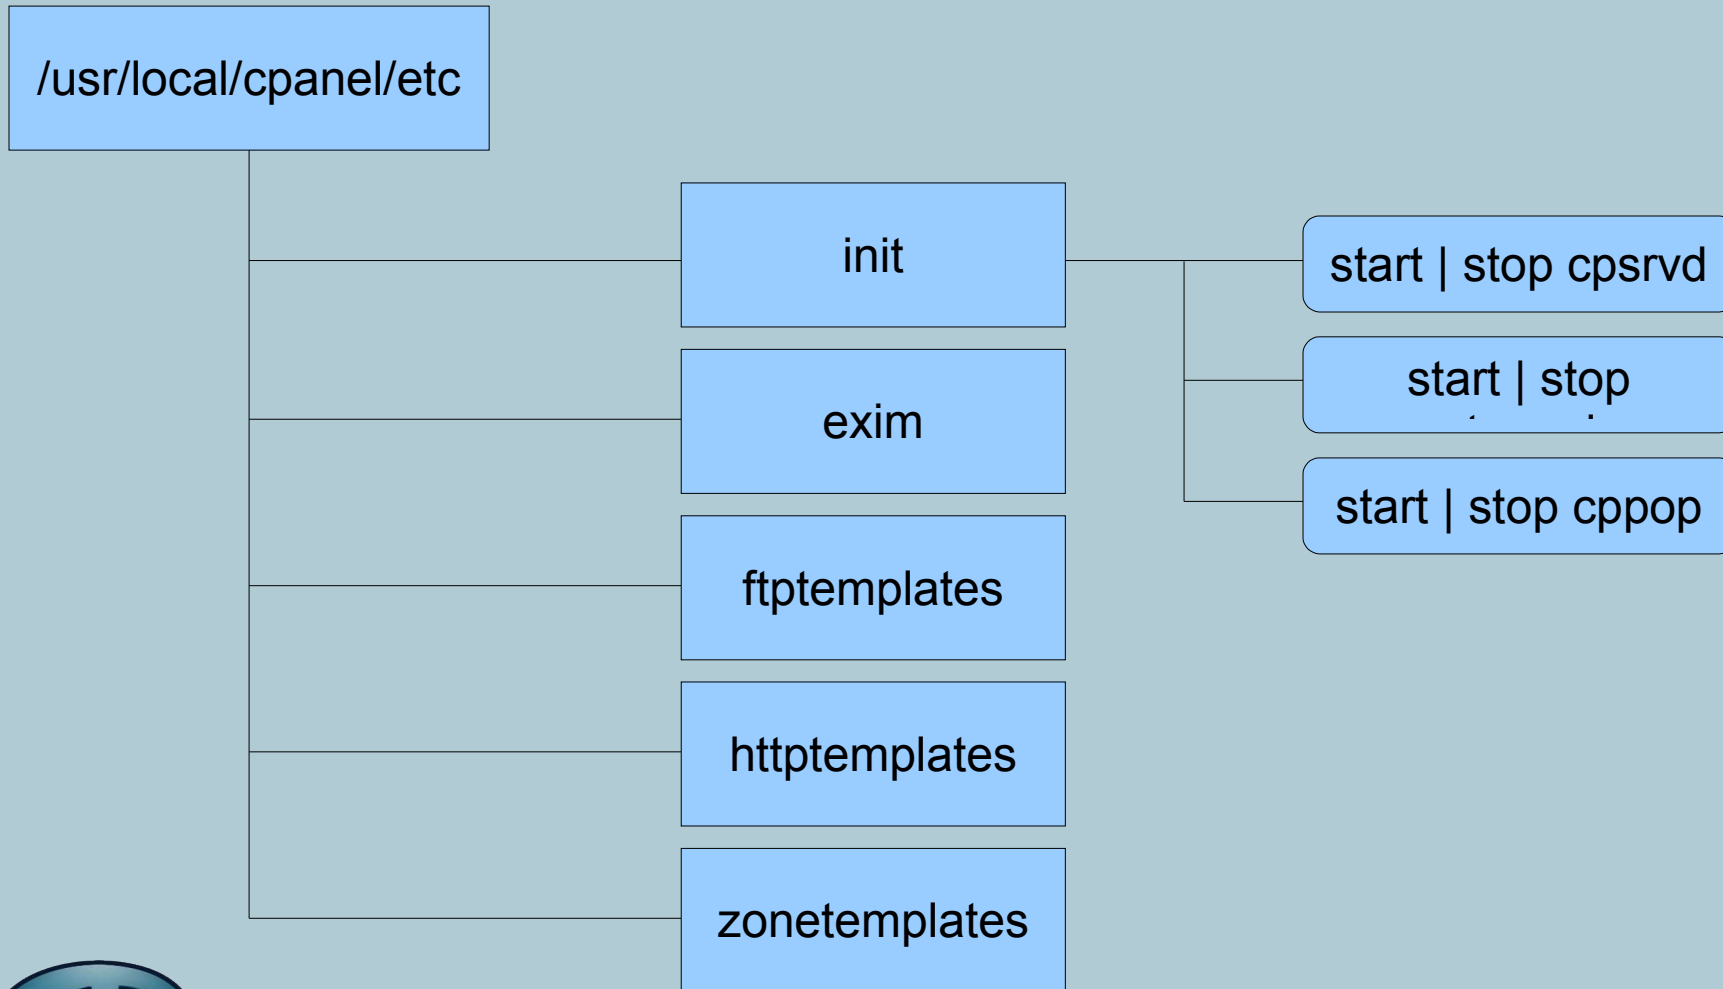 /usr/local/cpanel/etc
init
start | stop cpsrvd
start | stop
exim
start | stop cppop
ftptemplates
httptemplates
zonetemplates